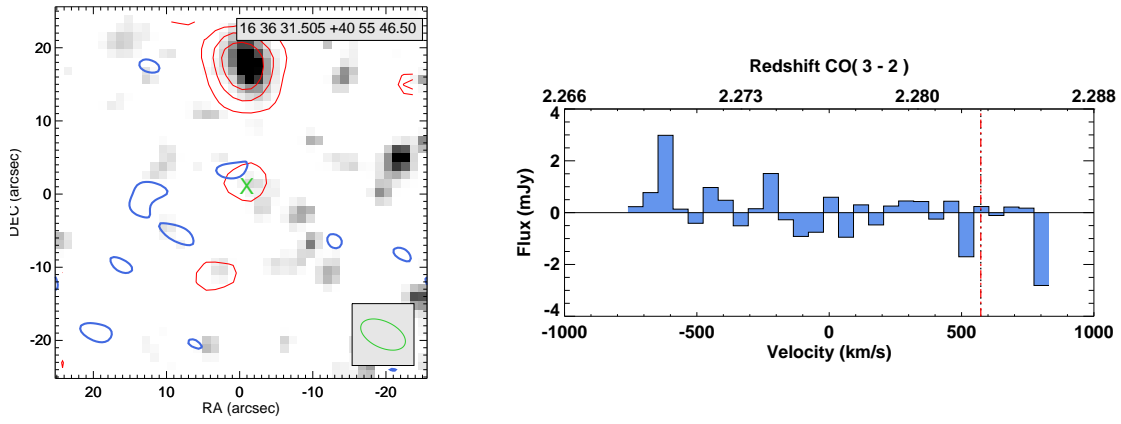 16 36 31.505 +40 55 46.50
20
10
0
-10
-20
DEC (arcsec)
X
20 10 0 -10 -20
RA (arcsec)
Redshift CO( 3 - 2 )
2.266 2.273 2.280 2.288
4
2
0
-2
-4
Flux (mJy)
-1000 -500 0 500 1000
Velocity (km/s)